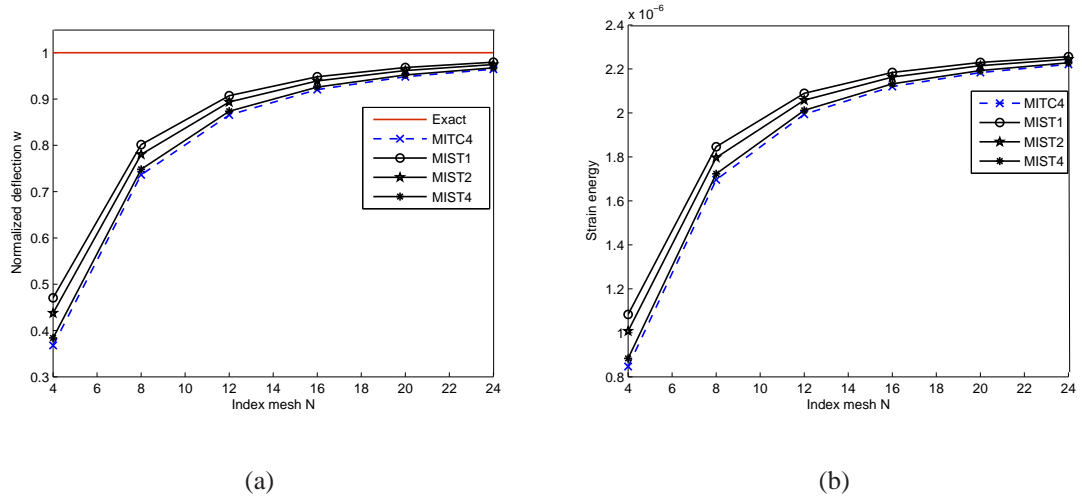 1
0.9
0.8
0.7
0.6
0.5
0.4
0.3
4 6 8 10 12 14 16 18 20 22 24
Index mesh N
Normalized deflection w
Exact
MITC4
MIST1
MIST2
MIST4
(a)
x 10⁻⁶
2.4
2.2
2
1.8
1.6
1.4
1.2
1
0.8
4 6 8 10 12 14 16 18 20 22 24
Index mesh N
Strain energy
MITC4
MIST1
MIST2
MIST4
(b)